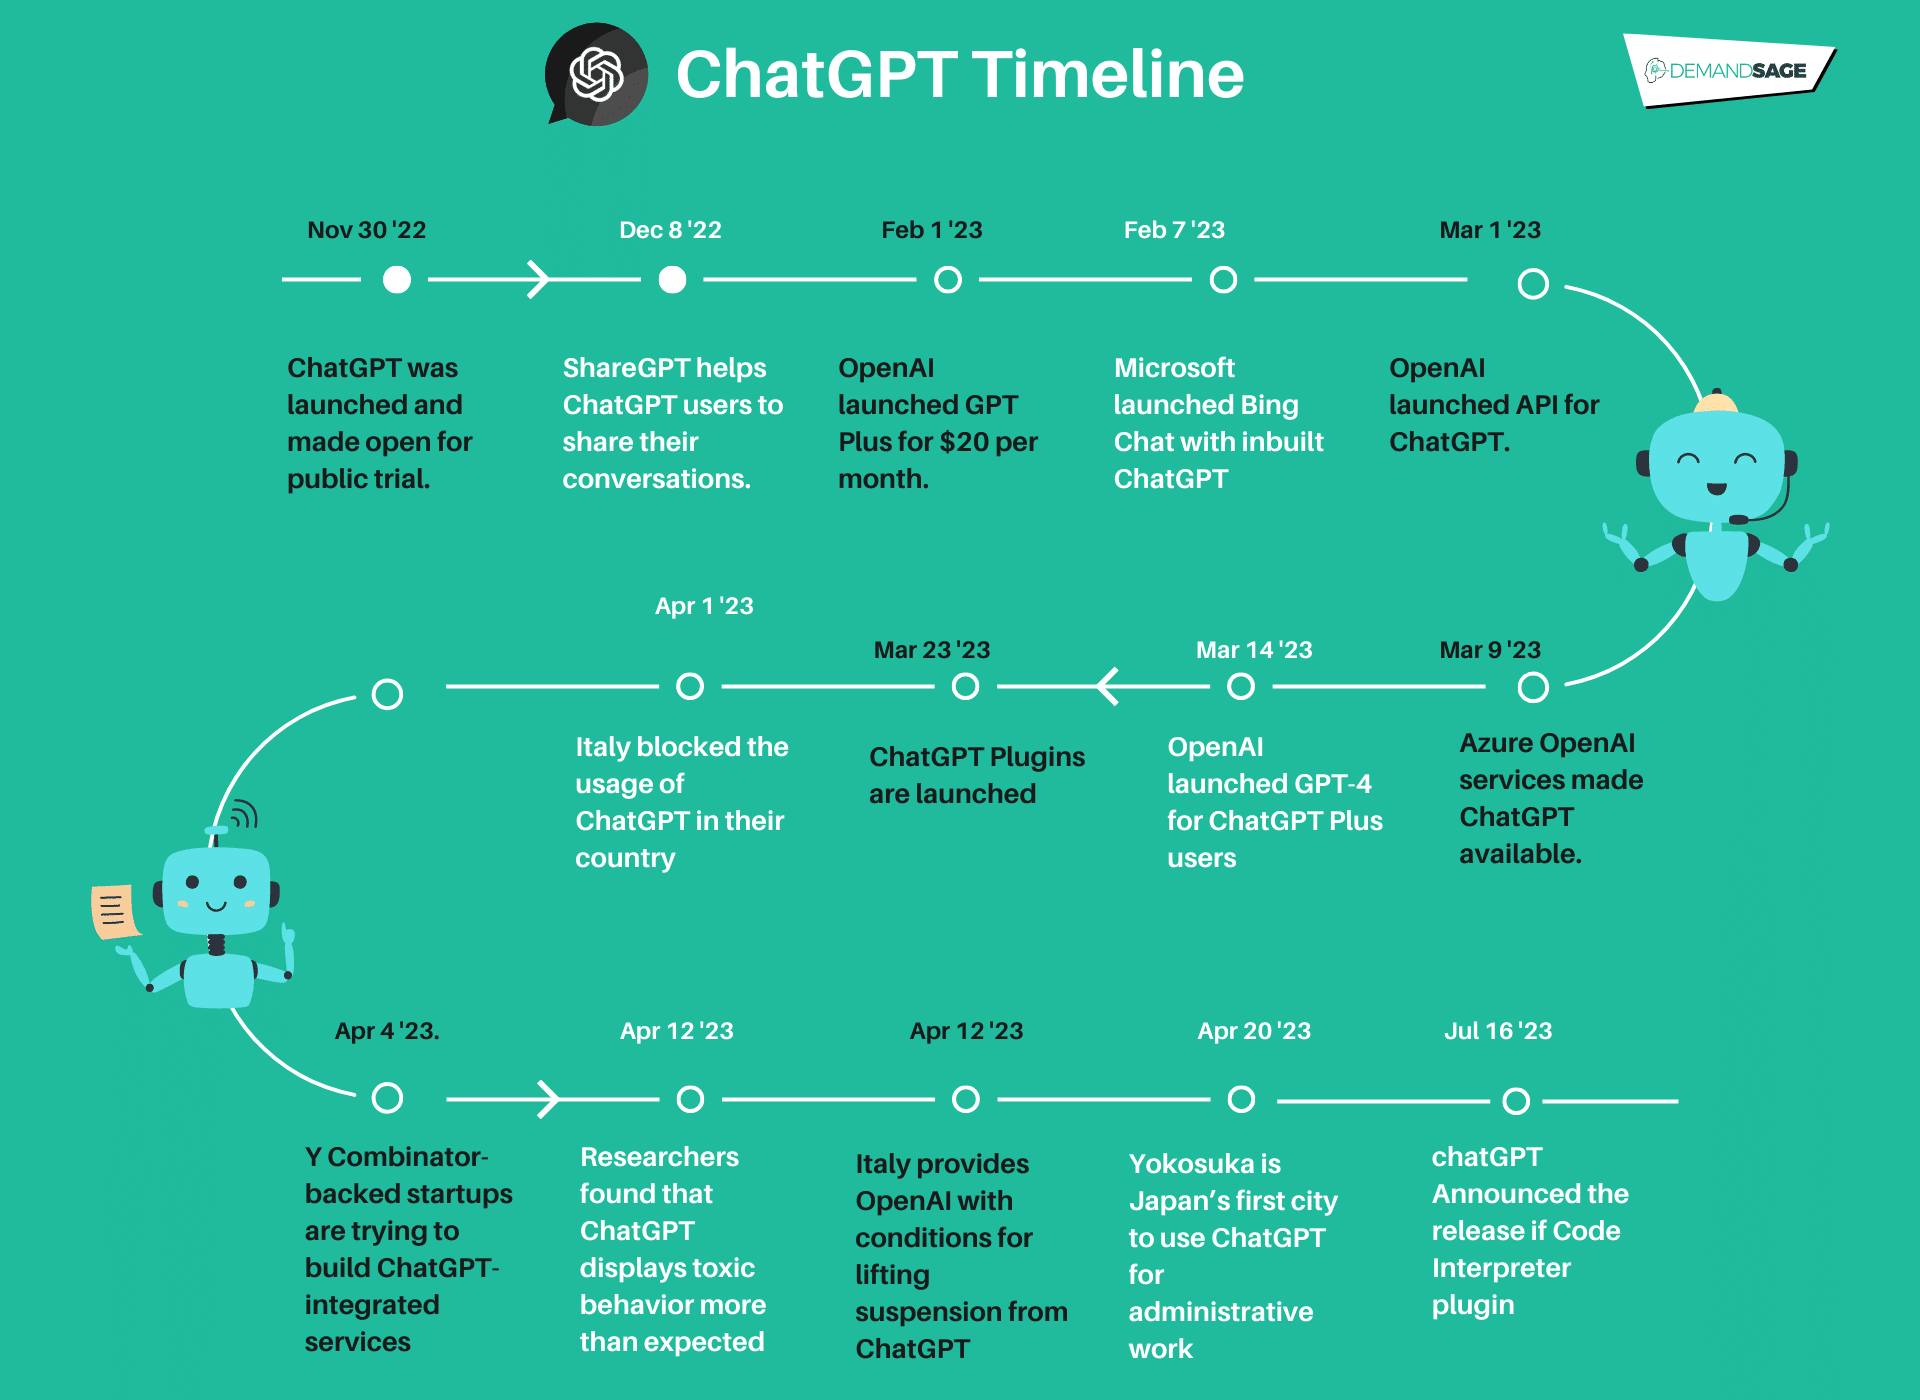 ChatGPT Timeline
DEMANDSAGE
Nov 30 '22
ChatGPT was
launched and
made open for
public trial.
Dec 8 '22
ShareGPT helps
ChatGPT users to
share their
conversations.
Feb 1 '23
OpenAI
launched GPT
Plus for $20 per
month.
Feb 7 '23
Microsoft
launched Bing
Chat with inbuilt
ChatGPT
Mar 1 '23
OpenAI
launched API for
ChatGPT.
Mar 9 '23
Azure OpenAI
services made
ChatGPT
available.
Mar 14 '23
OpenAI
launched GPT-4
for ChatGPT Plus
users
Mar 23 '23
ChatGPT Plugins
are launched
Apr 1 '23
Italy blocked the
usage of
ChatGPT in their
country
Apr 4 '23.
Y Combinator-
backed startups
are trying to
build ChatGPT-
integrated
services
Apr 12 '23
Researchers
found that
ChatGPT
displays toxic
behavior more
than expected
Apr 12 '23
Italy provides
OpenAI with
conditions for
lifting
suspension from
ChatGPT
Apr 20 '23
Yokosuka is
Japan’s first city
to use ChatGPT
for
administrative
work
Jul 16 '23
chatGPT
Announced the
release if Code
Interpreter
plugin